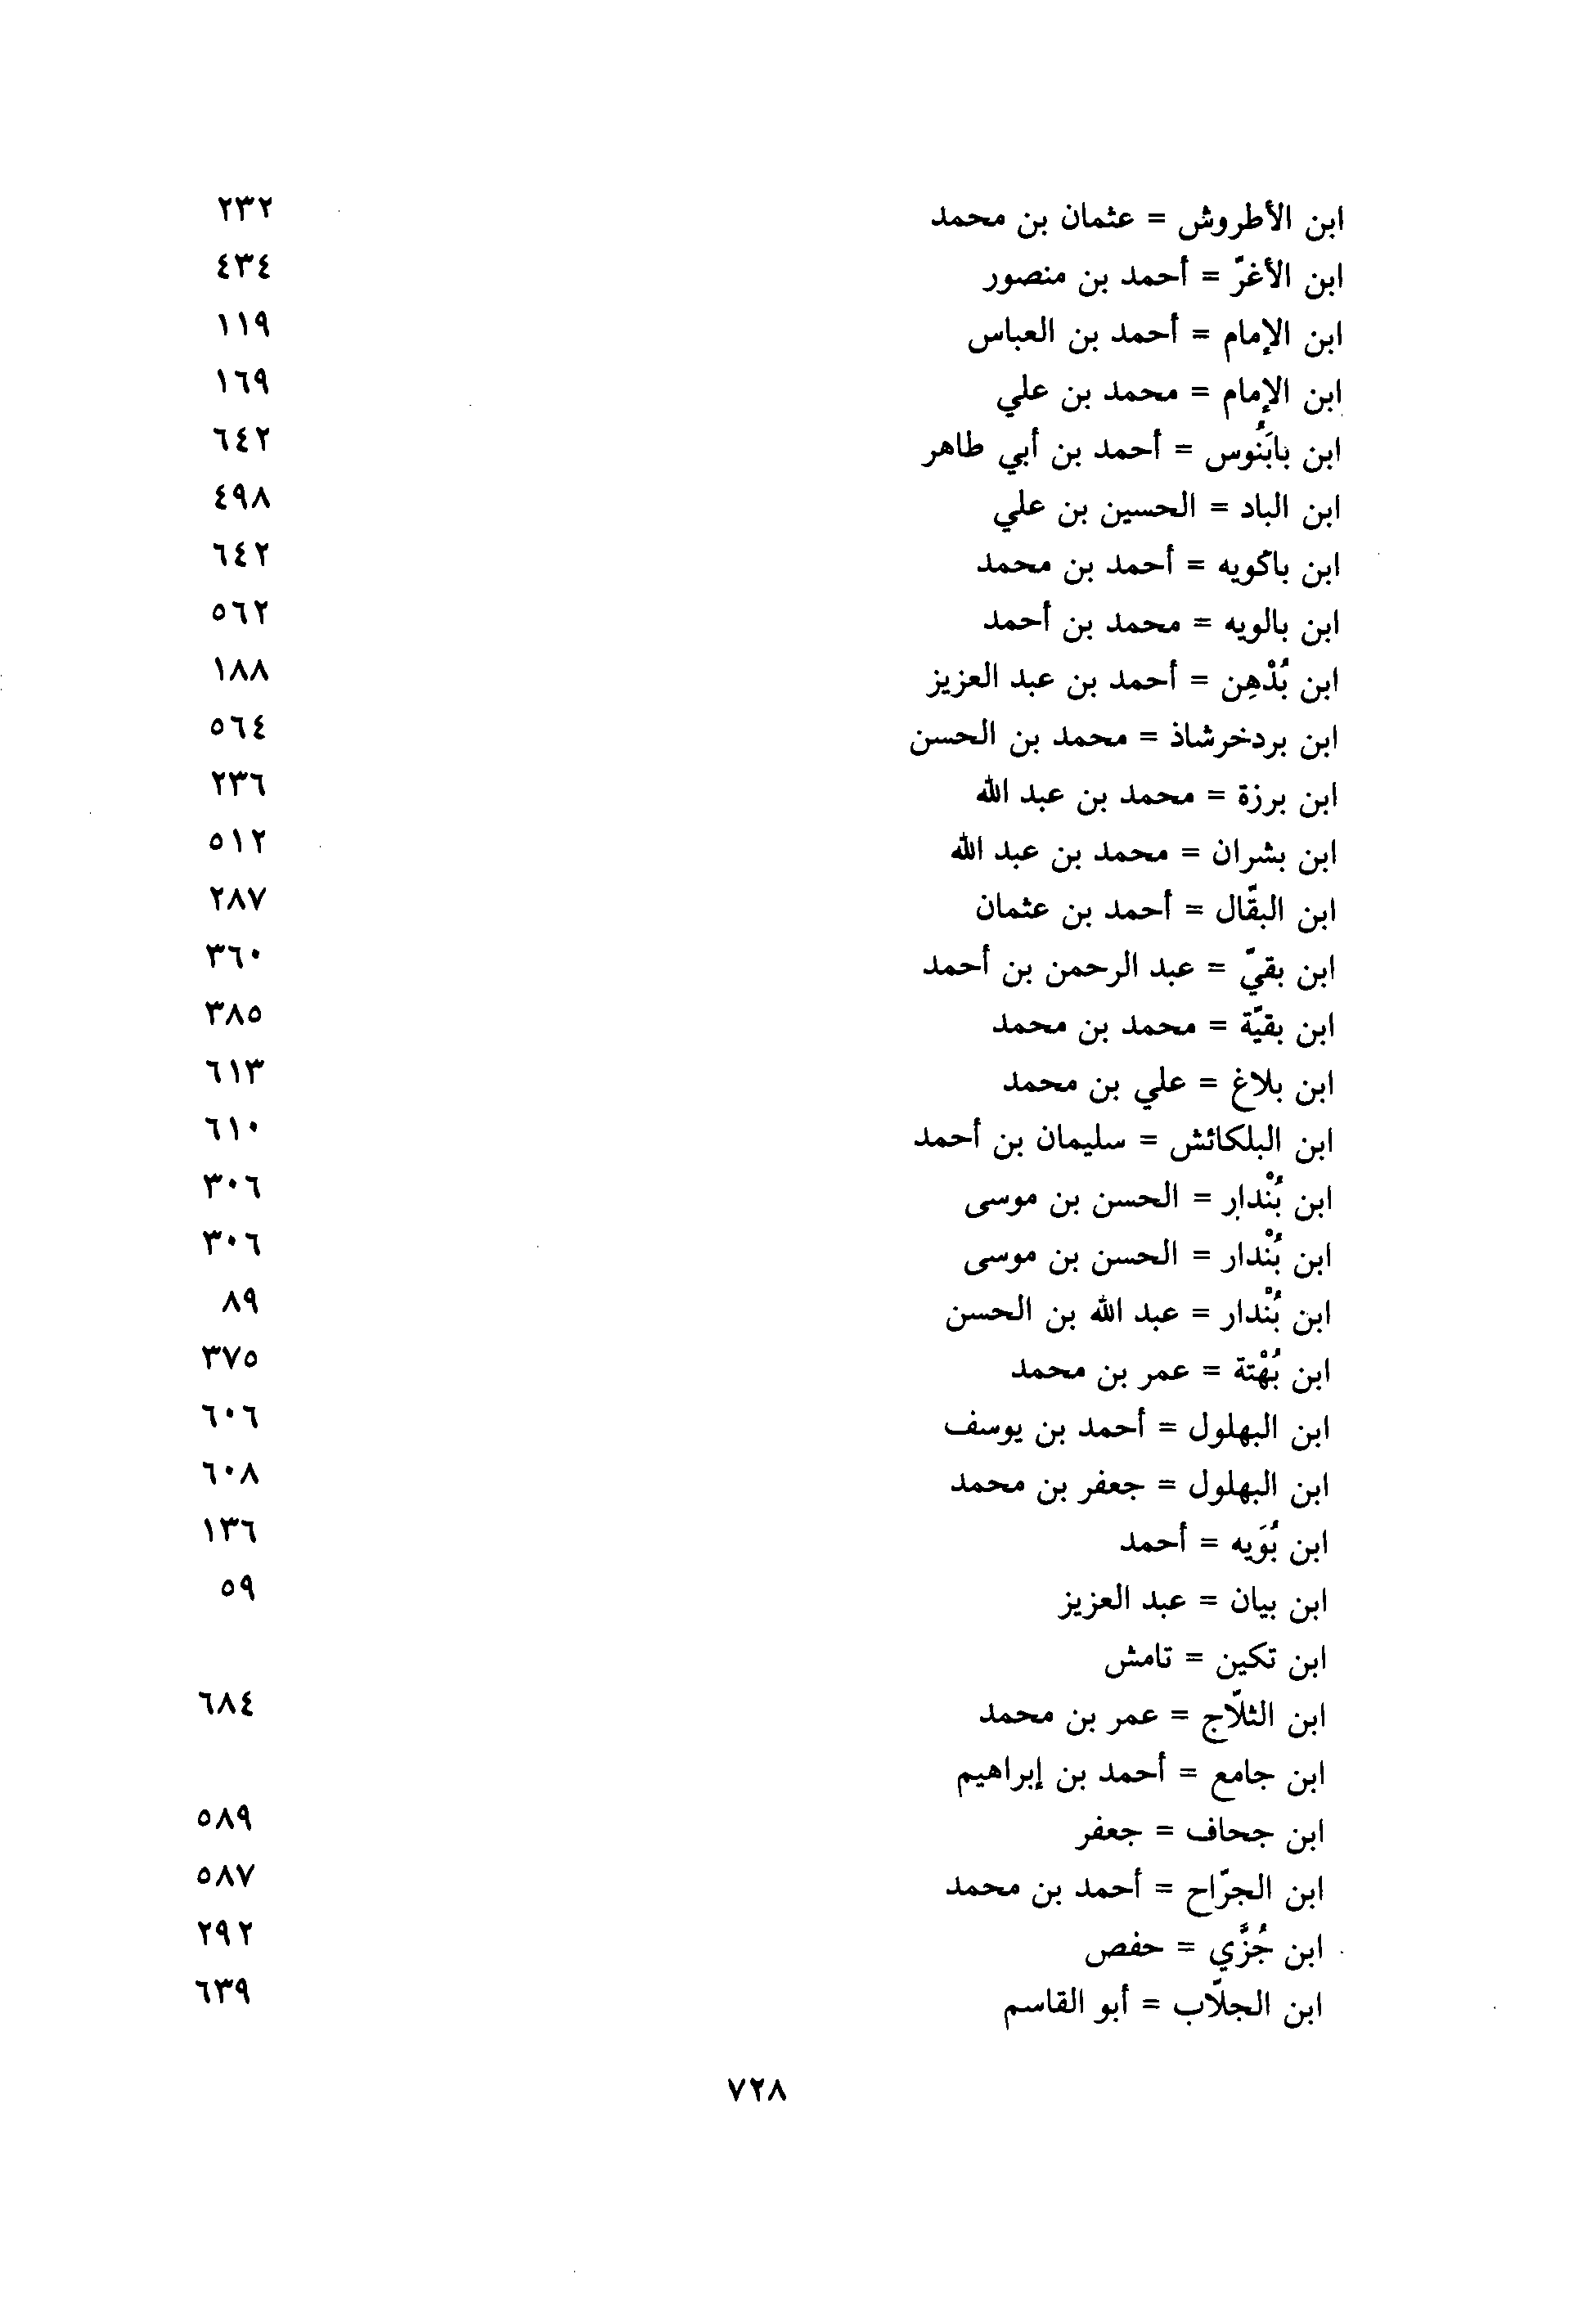 ابن الأطروش = عثمان بن محمد ٢٣٢
ابن الأغرّ = أحمد بن منصور ٤٣٤
ابن الإمام = أحمد بن العباس ١١٩
ابن الإمام = محمد بن علي ١٦٩
ابن بابَنُوس = أحمد بن أبي طاهر ٦٤٢
ابن الباد = الحسين بن علي ٤٩٨
ابن باكويه = أحمد بن محمد ٦٤٢
ابن بالويه = محمد بن أحمد ٥٦٢
ابن بُدْهِن = أحمد بن عبد العزيز ١٨٨
ابن بردخرشاذ = محمد بن الحسن ٥٦٤
ابن برزة = محمد بن عبد الله ٢٣٦
ابن بشران = محمد بن عبد الله ٥١٢
ابن البقّال = أحمد بن عثمان ٢٨٧
ابن بقيّ = عبد الرحمن بن أحمد ٣٦٠
ابن بقيّة = محمد بن محمد ٣٨٥
ابن بلاغ = علي بن محمد ٦١٣
ابن البلكائش = سليمان بن أحمد ٦١٠
ابن بُنْدار = الحسن بن موسى ٣٠٦
ابن بُنْدار = الحسن بن موسى ٣٠٦
ابن بُنْدار = عبد الله بن الحسن ٨٩
ابن بُهْتة = عمر بن محمد ٣٧٥
ابن البهلول = أحمد بن يوسف ٦٠٦
ابن البهلول = جعفر بن محمد ٦٠٨
ابن بُوَيه = أحمد ١٣٦
ابن بيان = عبد العزيز ٥٩
ابن تكين = تامش
ابن الثلّاج = عمر بن محمد ٦٨٤
ابن جامع = أحمد بن إبراهيم
ابن جحاف = جعفر ٥٨٩
ابن الجرّاح = أحمد بن محمد ٥٨٧
ابن جُزَّي = حفص ٢٩٢
ابن الجلّاب = أبو القاسم ٦٣٩
٧٢٨